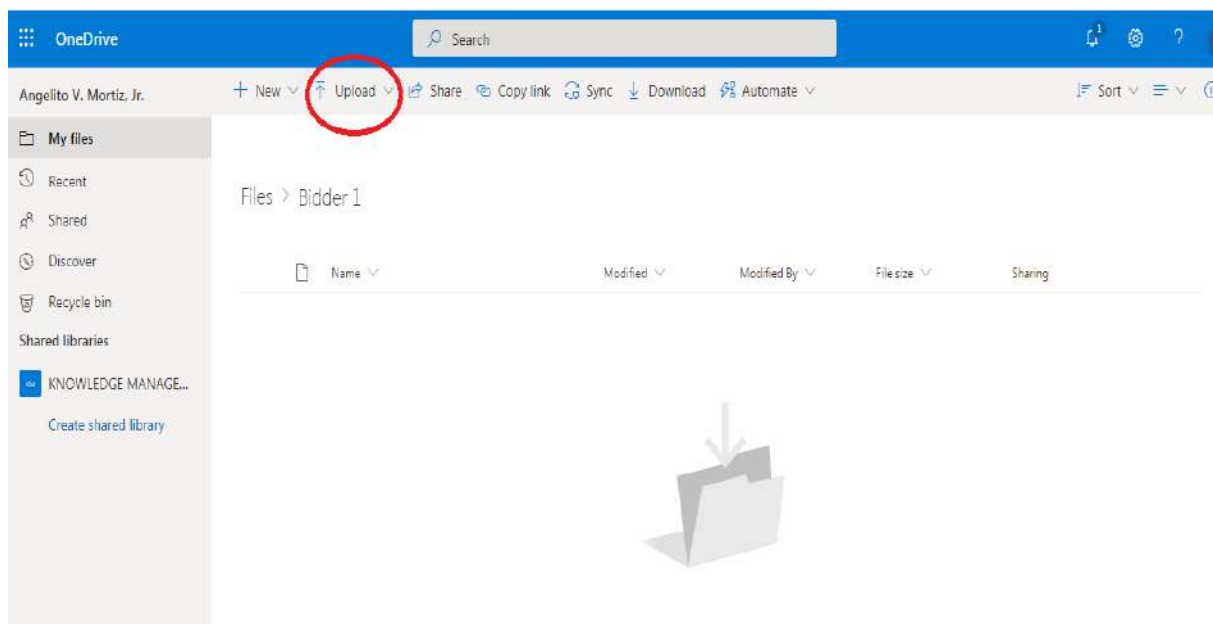 OneDrive
Search
1
?
Angelito V. Mortiz, Jr.
+ New Upload Share Copy link Sync Download Automate
Sort
My files
Recent
Shared
Discover
Recycle bin
Shared libraries
KNOWLEDGE MANAGE...
Create shared library
Files > Bidder 1
Name Modified Modified By File size Sharing